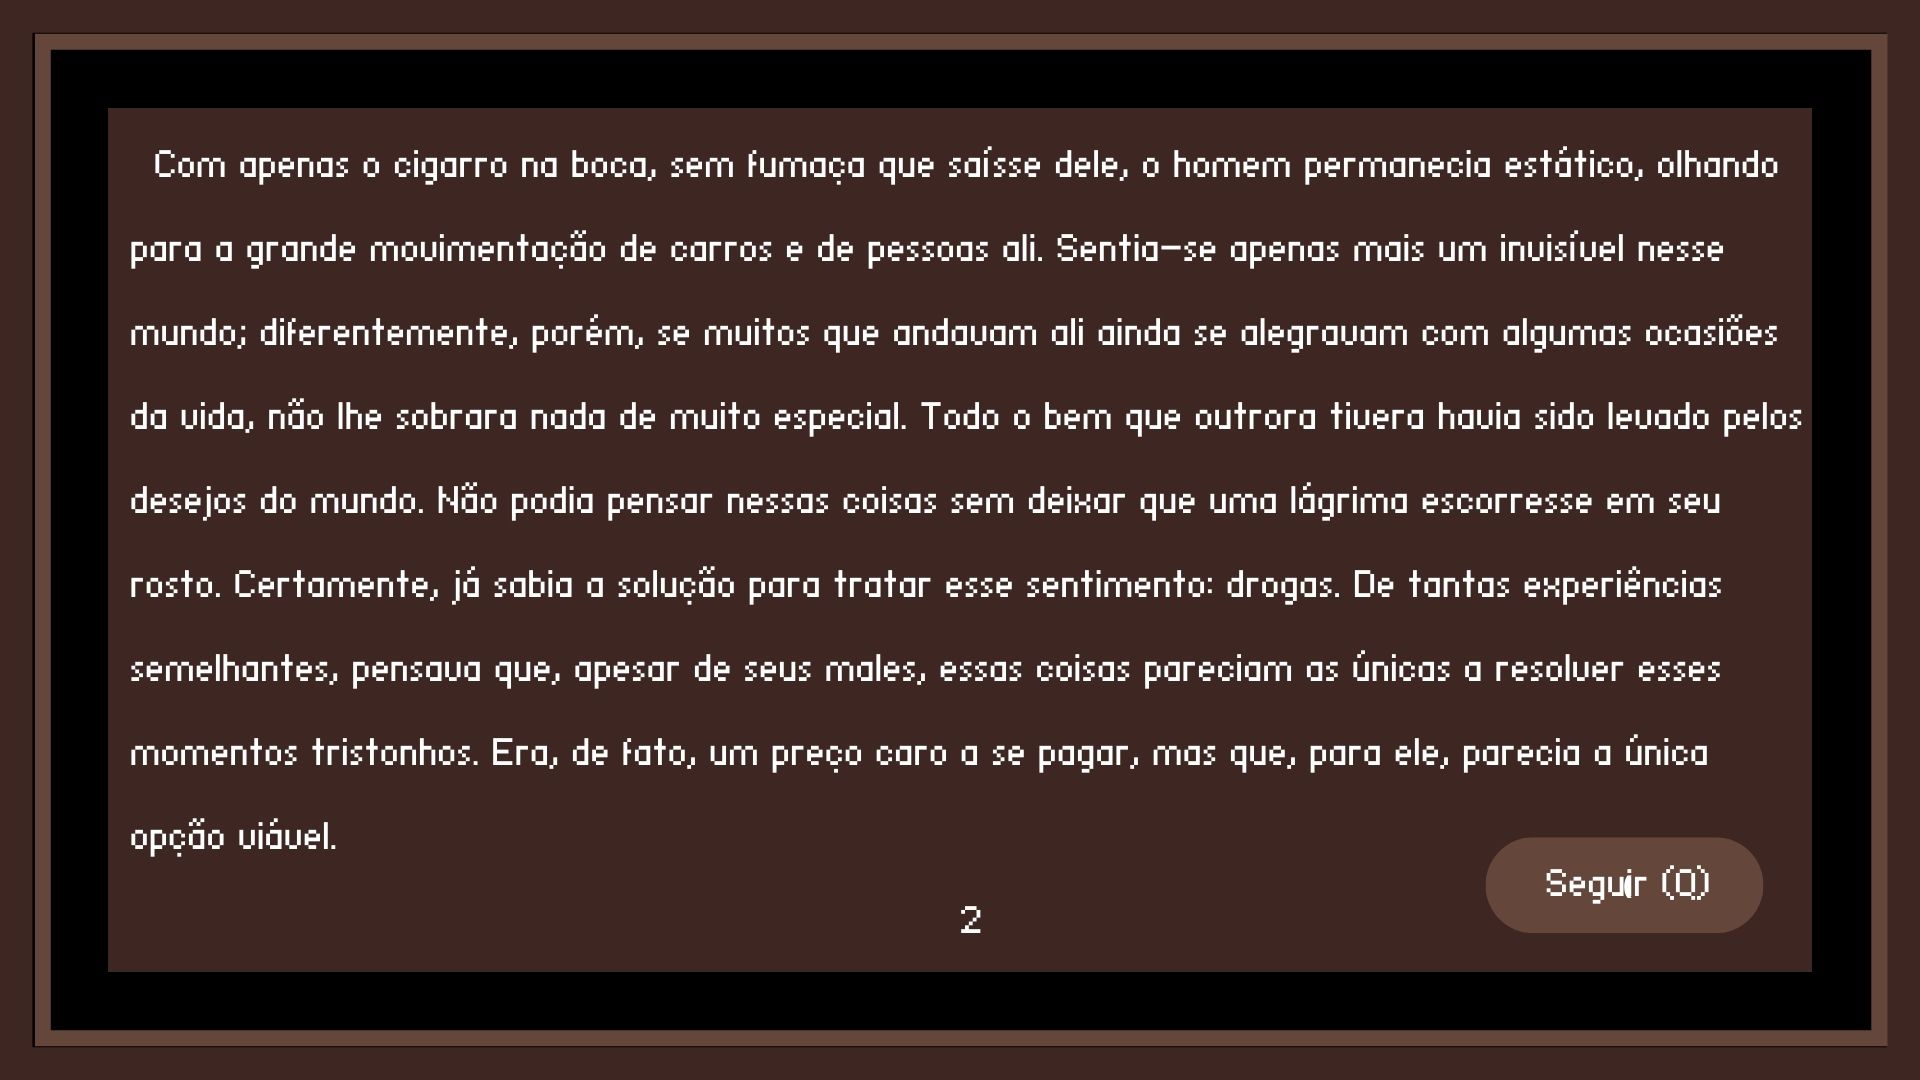 Com apenas o cigarro na boca, sem fumaça que saísse dele, o homem permanecia estático, olhando
para a grande movimentação de carros e de pessoas ali. Sentia-se apenas mais um invisível nesse
mundo; diferentemente, porém, se muitos que andavam ali ainda se alegravam com algumas ocasiões
da vida, não lhe sobrara nada de muito especial. Todo o bem que outrora tivera havia sido levado pelos
desejos do mundo. Não podia pensar nessas coisas sem deixar que uma lágrima escorresse em seu
rosto. Certamente, já sabia a solução para tratar esse sentimento: drogas. De tantas experiências
semelhantes, pensava que, apesar de seus males, essas coisas pareciam as únicas a resolver esses
momentos tristonhos. Era, de fato, um preço caro a se pagar, mas que, para ele, parecia a única
opção viável.
Seguir (Q)
2